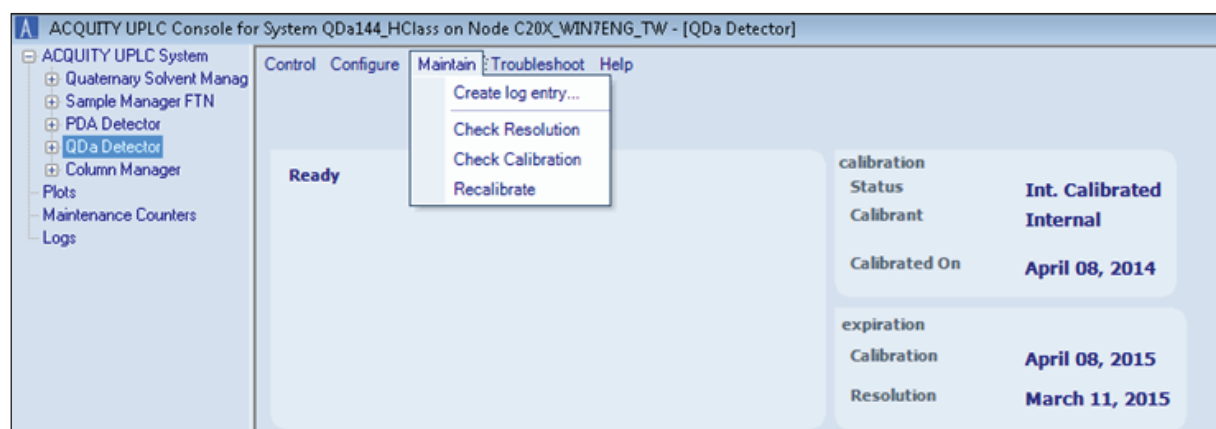 ACQUITY UPLC Console for System QDa144_HClass on Node C20X_WIN7ENG_TW - [QDa Detector]
ACQUITY UPLC System
Quaternary Solvent Manag
Sample Manager FTN
PDA Detector
QDa Detector
Column Manager
Plots
Maintenance Counters
Logs
Control Configure Maintain Troubleshoot Help
Create log entry...
Check Resolution
Check Calibration
Recalibrate
Ready
calibration
Status Int. Calibrated
Calibrant Internal
Calibrated On April 08, 2014
expiration
Calibration April 08, 2015
Resolution March 11, 2015